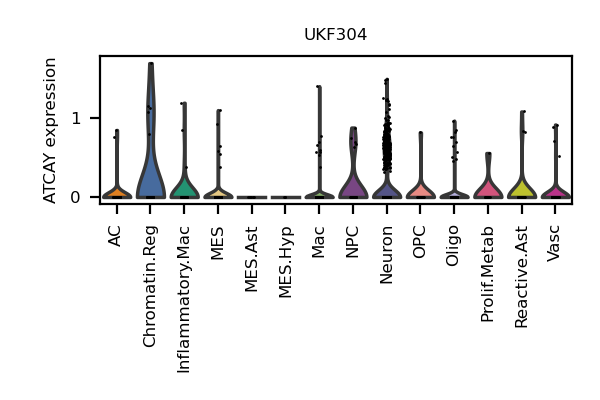 UKF304
ATCAY expression
1
0
AC
Chromatin.Reg
Inflammatory.Mac
MES
MES.Ast
MES.Hyp
Mac
NPC
Neuron
OPC
Oligo
Prolif.Metab
Reactive.Ast
Vasc